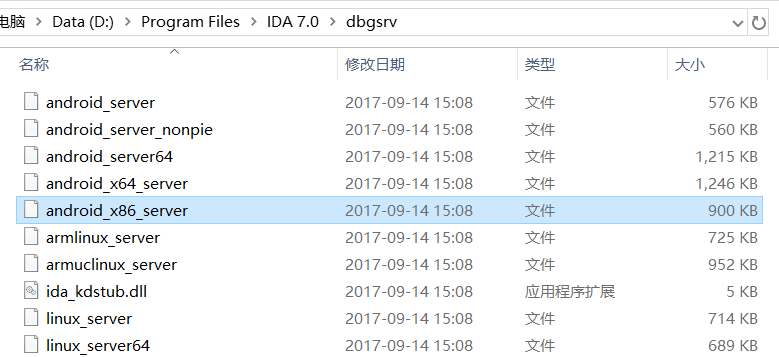 电脑 Data (D:) Program Files IDA 7.0 dbgsrv
名称 修改日期 类型 大小
android_server 2017-09-14 15:08 文件 576 KB
android_server_nonpie 2017-09-14 15:08 文件 560 KB
android_server64 2017-09-14 15:08 文件 1,215 KB
android_x64_server 2017-09-14 15:08 文件 1,246 KB
android_x86_server 2017-09-14 15:08 文件 900 KB
armlinux_server 2017-09-14 15:08 文件 725 KB
armuclinux_server 2017-09-14 15:08 文件 952 KB
ida_kdstub.dll 2017-09-14 15:08 应用程序扩展 5 KB
linux_server 2017-09-14 15:08 文件 714 KB
linux_server64 2017-09-14 15:08 文件 689 KB